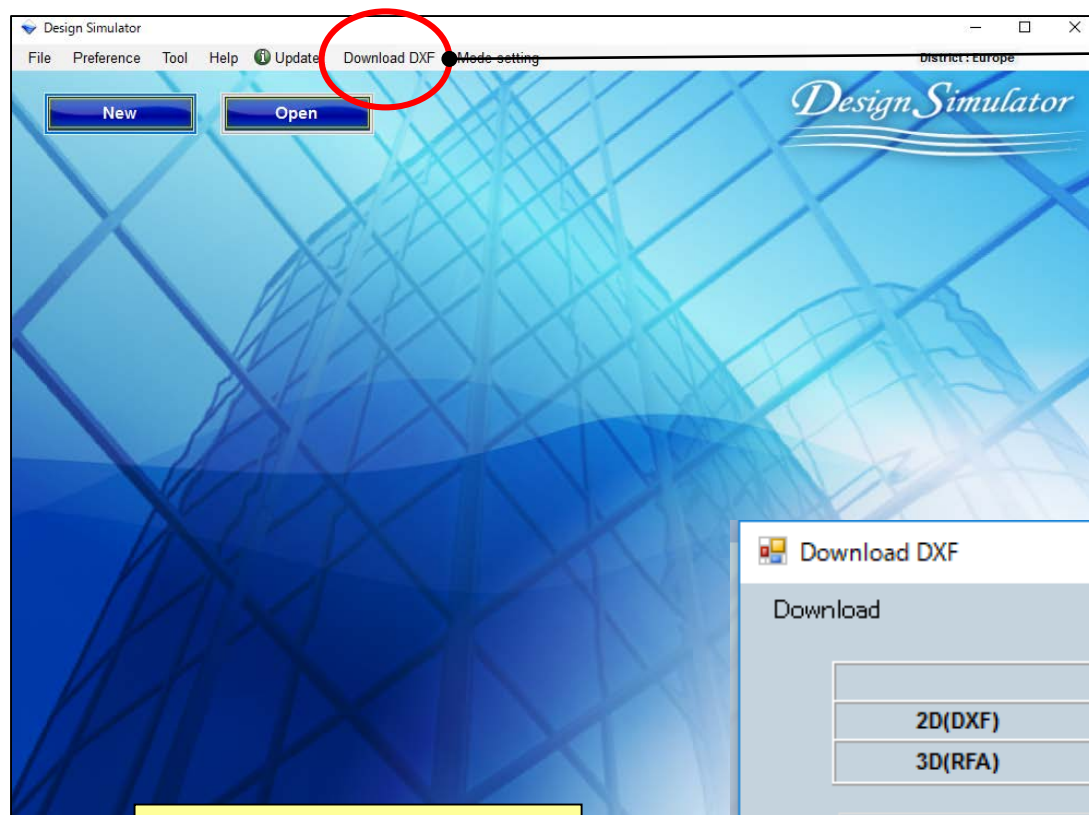 Design Simulator
File Preference Tool Help Update Download DXF Mode setting District : Europe
New Open
Design Simulator
Download DXF
Download
2D(DXF)
3D(RFA)